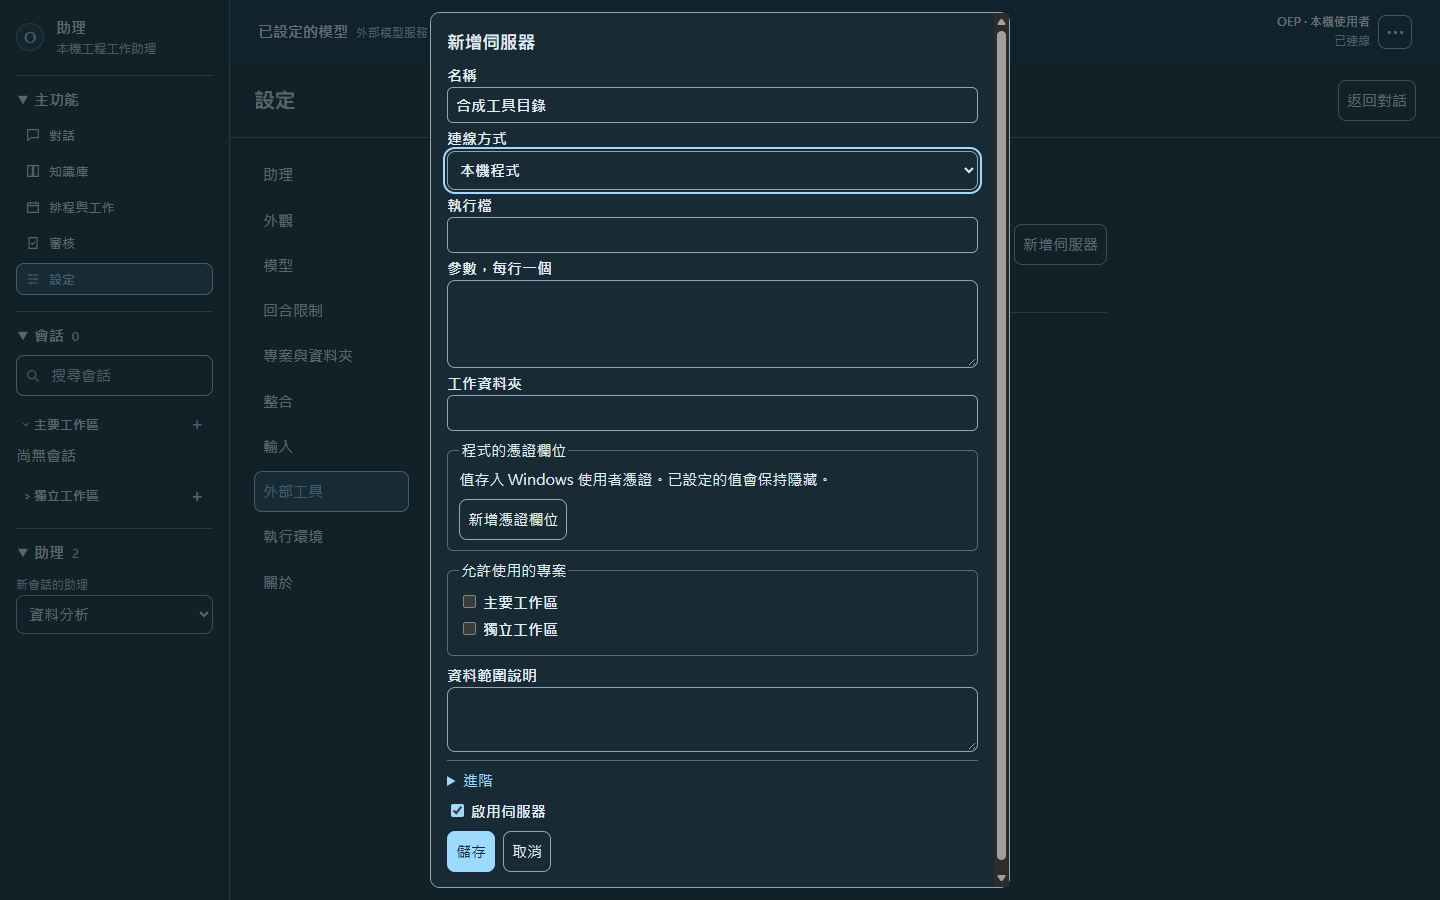 O
助理
本機工程工作助理
▼ 主功能
對話
知識庫
排程與工作
審核
設定
▼ 會話 0
搜尋會話
主要工作區 +
尚無會話
獨立工作區 +
▼ 助理 2
新會話的助理
資料分析
已設定的模型 外部模型服務
OEP · 本機使用者
已連線
設定
返回對話
助理
外觀
模型
回合限制
專案與資料夾
整合
輸入
外部工具
執行環境
關於
新增伺服器
新增伺服器
名稱
合成工具目錄
連線方式
本機程式
執行檔
參數，每行一個
工作資料夾
程式的憑證欄位
值存入 Windows 使用者憑證。已設定的值會保持隱藏。
新增憑證欄位
允許使用的專案
主要工作區
獨立工作區
資料範圍說明
▶ 進階
啟用伺服器
儲存
取消